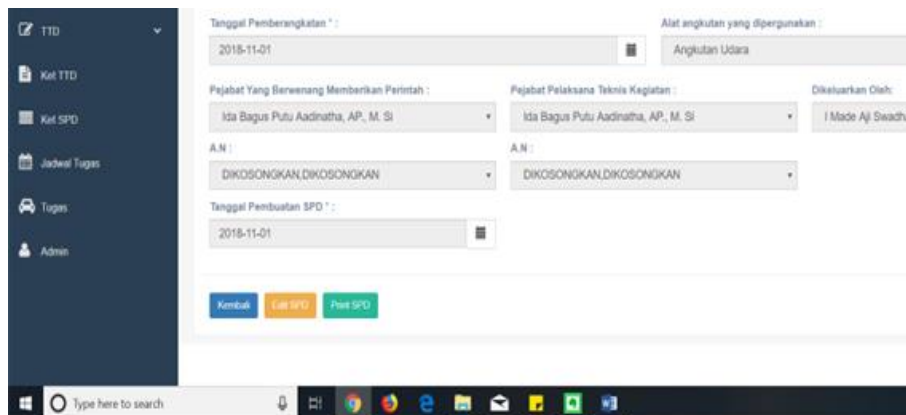 TTD
Ket TTD
Ket SPD
Jadwal Tugas
Tugas
Admin
Tanggal Pemberangkatan * :
Alat angkutan yang dipergunakan :
2018-11-01
Angkutan Udara
Pejabat Yang Berwenang Memberikan Perintah :
Pejabat Pelaksana Teknis Kegiatan :
Dikeluarkan Oleh:
Ida Bagus Putu Aadinatha, AP., M. Si
Ida Bagus Putu Aadinatha, AP., M. Si
I Made Aji Swadh
A.N :
A.N :
DIKOSONGKAN,DIKOSONGKAN
DIKOSONGKAN,DIKOSONGKAN
Tanggal Pembuatan SPD * :
2018-11-01
Kembali
Edit SPD
Print SPD
Type here to search